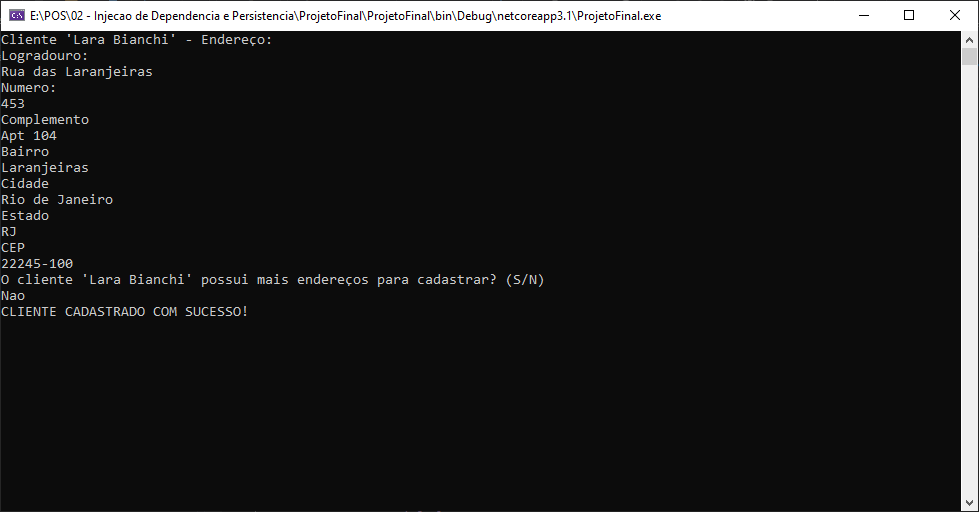 E:\POS\02 - Injecao de Dependencia e Persistencia\ProjetoFinal\ProjetoFinal\bin\Debug\netcoreapp3.1\ProjetoFinal.exe
Cliente 'Lara Bianchi' - Endereço:
Logradouro:
Rua das Laranjeiras
Numero:
453
Complemento
Apt 104
Bairro
Laranjeiras
Cidade
Rio de Janeiro
Estado
RJ
CEP
22245-100
O cliente 'Lara Bianchi' possui mais endereços para cadastrar? (S/N)
Nao
CLIENTE CADASTRADO COM SUCESSO!